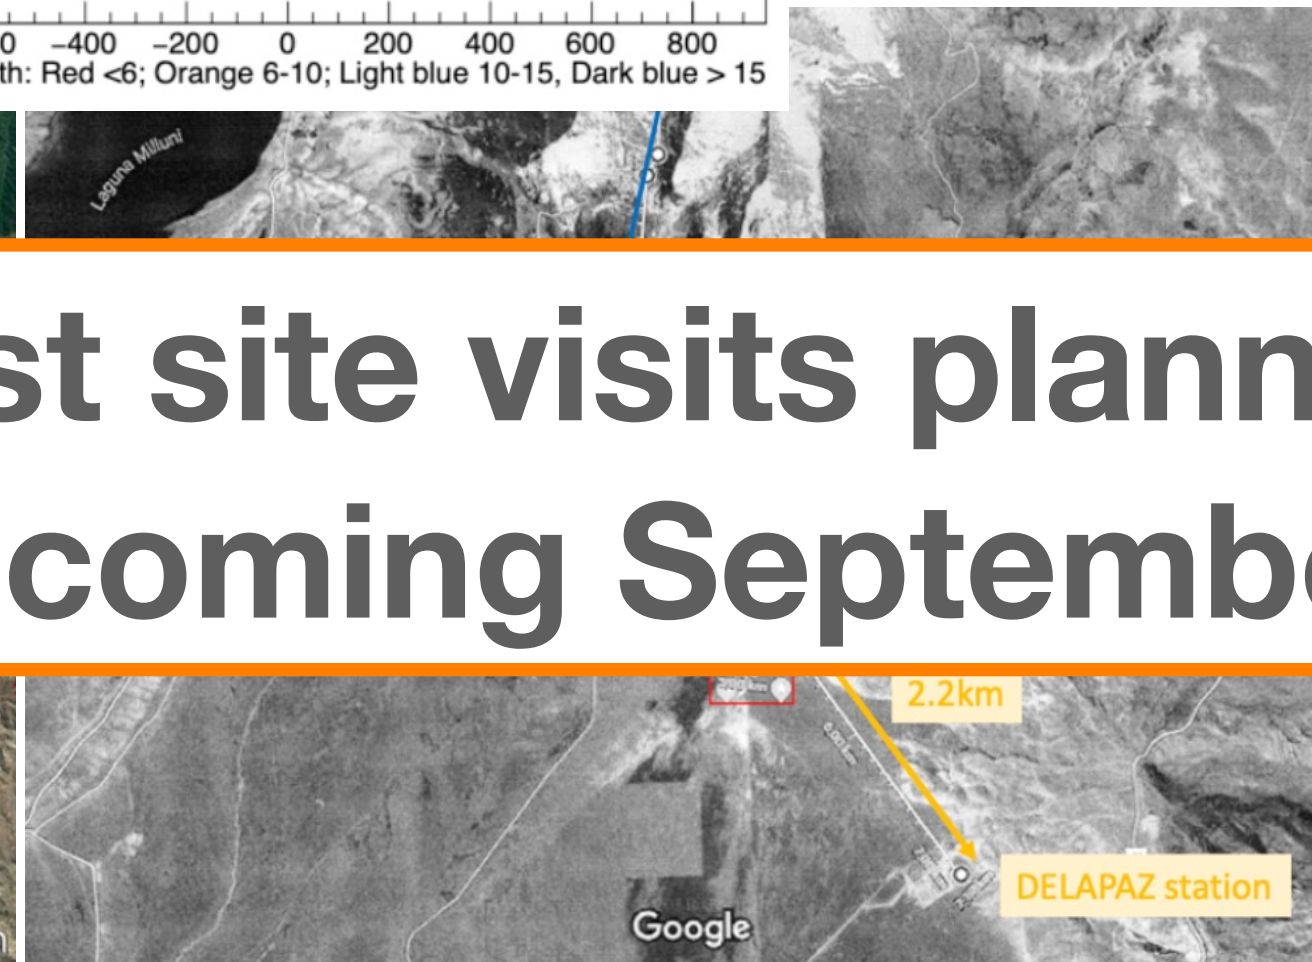 0 −400 −200 0 200 400 600 800
th: Red <6; Orange 6-10; Light blue 10-15, Dark blue > 15
Laguna Milluni
st site visits plann
coming Septembe
2.2km
DELAPAZ station
Google